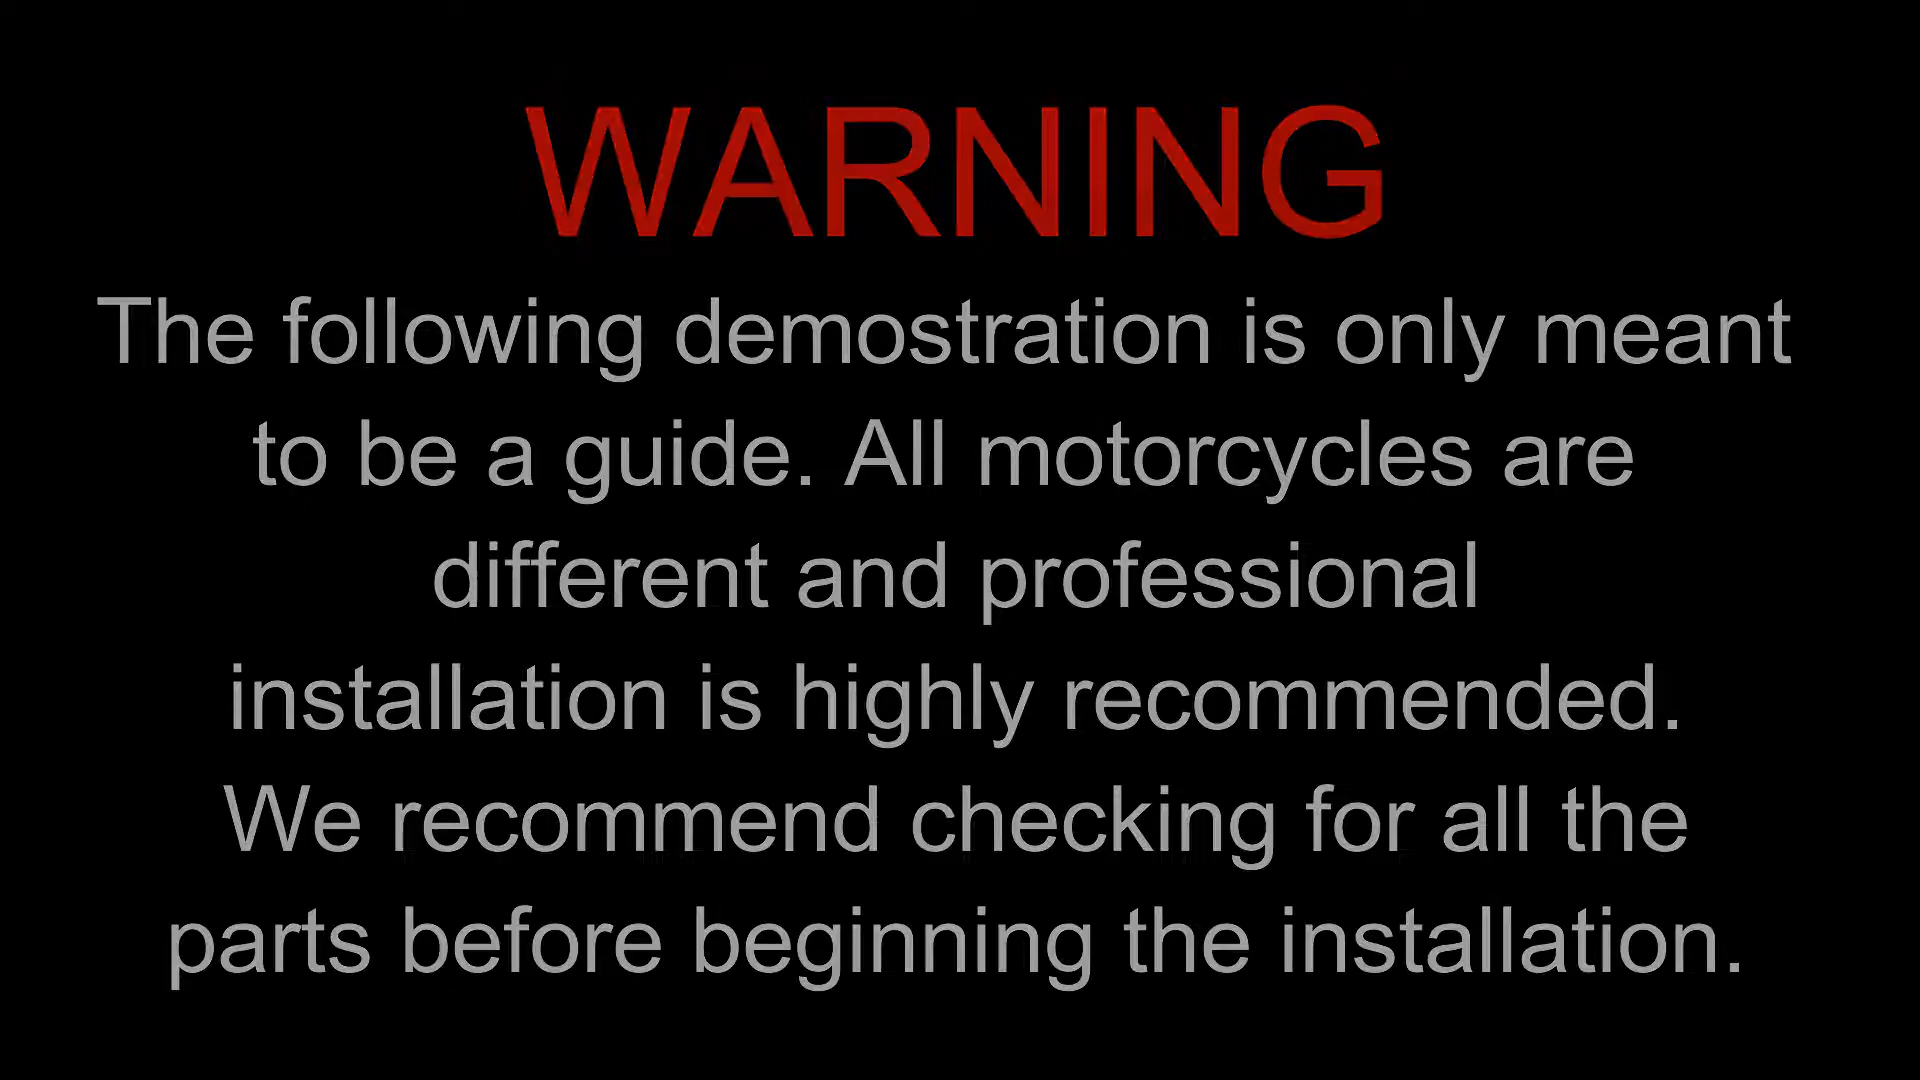 WARNING
The following demostration is only meant
to be a guide. All motorcycles are
different and professional
installation is highly recommended.
We recommend checking for all the
parts before beginning the installation.